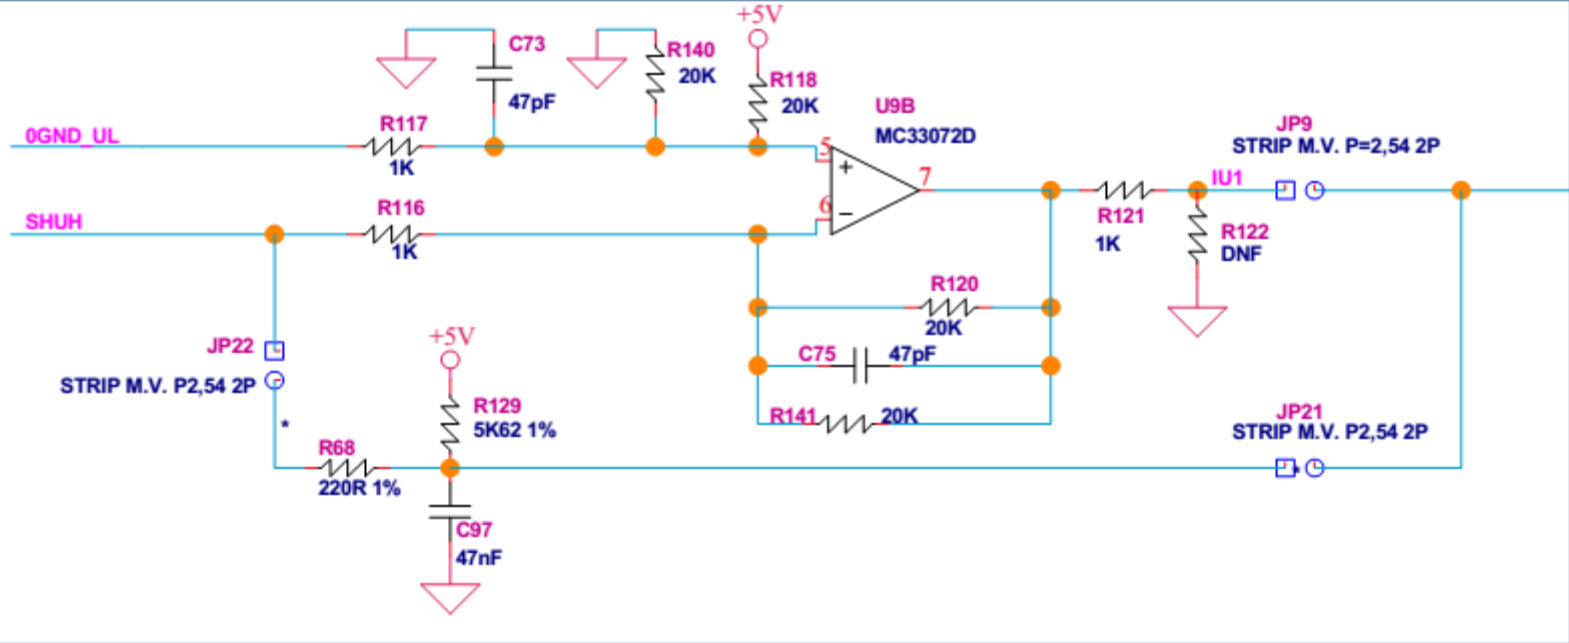 +5V
C73
R140
20K
R118
20K
47pF
U9B
MC33072D
0GND_UL
R117
1K
5
+
7
JP9
STRIP M.V. P=2,54 2P
IU1
SHUH
R116
1K
6
−
R121
1K
R122
DNF
R120
20K
+5V
JP22
STRIP M.V. P2,54 2P
C75
47pF
R129
5K62 1%
R141
20K
JP21
STRIP M.V. P2,54 2P
*
R68
220R 1%
*
C97
47nF